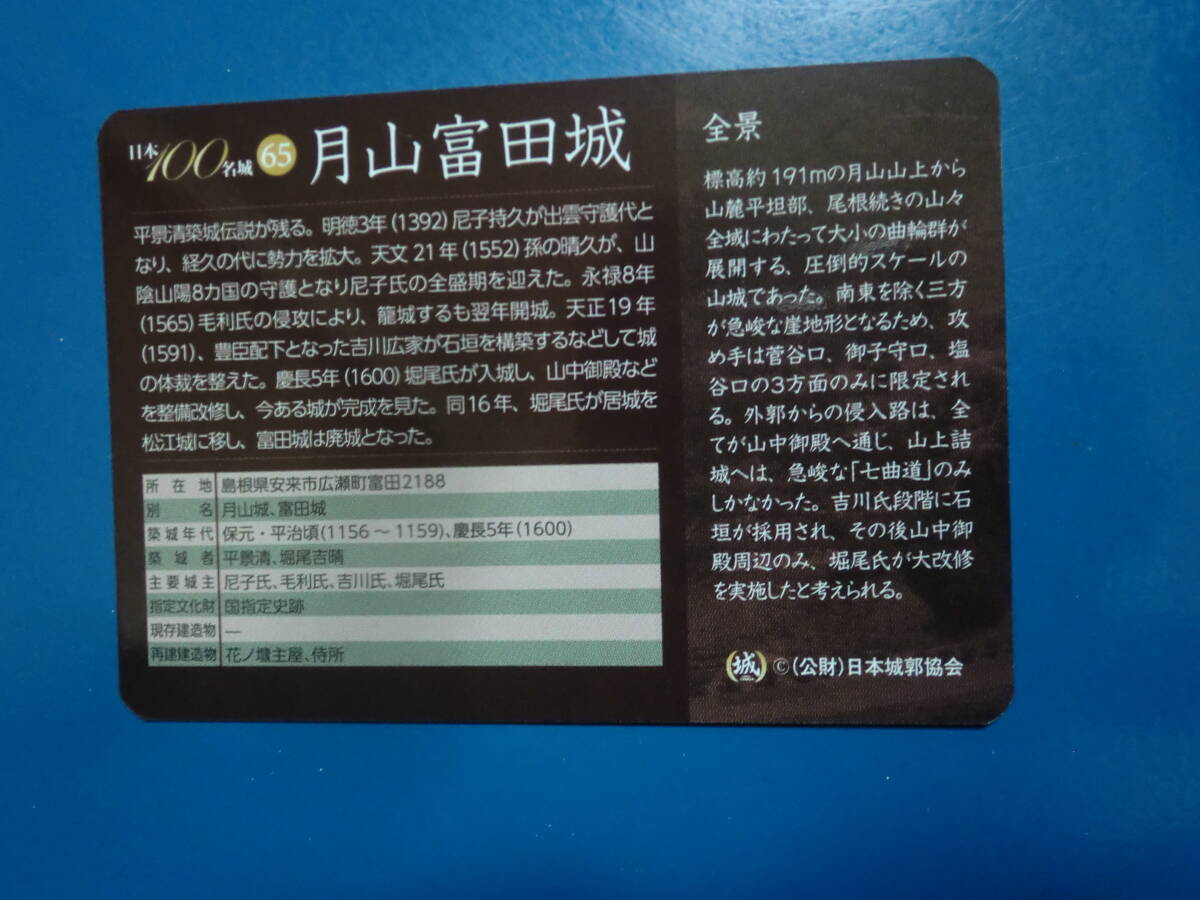 日本100名城 65 月山富田城
平景清築城伝説が残る。明徳3年(1392)尼子持久が出雲守護代と
なり、経久の代に勢力を拡大。天文21年(1552)孫の晴久が、山
陰山陽8カ国の守護となり尼子氏の全盛期を迎えた。永禄8年
(1565)毛利氏の侵攻により、籠城するも翌年開城。天正19年
(1591)、豊臣配下となった吉川広家が石垣を構築するなどして城
の体裁を整えた。慶長5年(1600)堀尾氏が入城し、山中御殿など
を整備改修し、今ある城が完成を見た。同16年、堀尾氏が居城を
松江城に移し、富田城は廃城となった。
所在地 島根県安来市広瀬町富田2188
別名 月山城、富田城
築城年代 保元・平治頃(1156～1159)、慶長5年(1600)
築城者 平景清、堀尾吉晴
主要城主 尼子氏、毛利氏、吉川氏、堀尾氏
指定文化財 国指定史跡
現存建造物 ―
再建建造物 花ノ壇主屋、侍所
全景
標高約191mの月山山上から
山麓平坦部、尾根続きの山々
全域にわたって大小の曲輪群が
展開する、圧倒的スケールの
山城であった。南東を除く三方
が急峻な崖地形となるため、攻
め手は菅谷口、御子守口、塩
谷口の3方面のみに限定され
る。外郭からの侵入路は、全
てが山中御殿へ通じ、山上詰
城へは、急峻な「七曲道」のみ
しかなかった。吉川氏段階に石
垣が採用され、その後山中御
殿周辺のみ、堀尾氏が大改修
を実施したと考えられる。
城 ©(公財)日本城郭協会